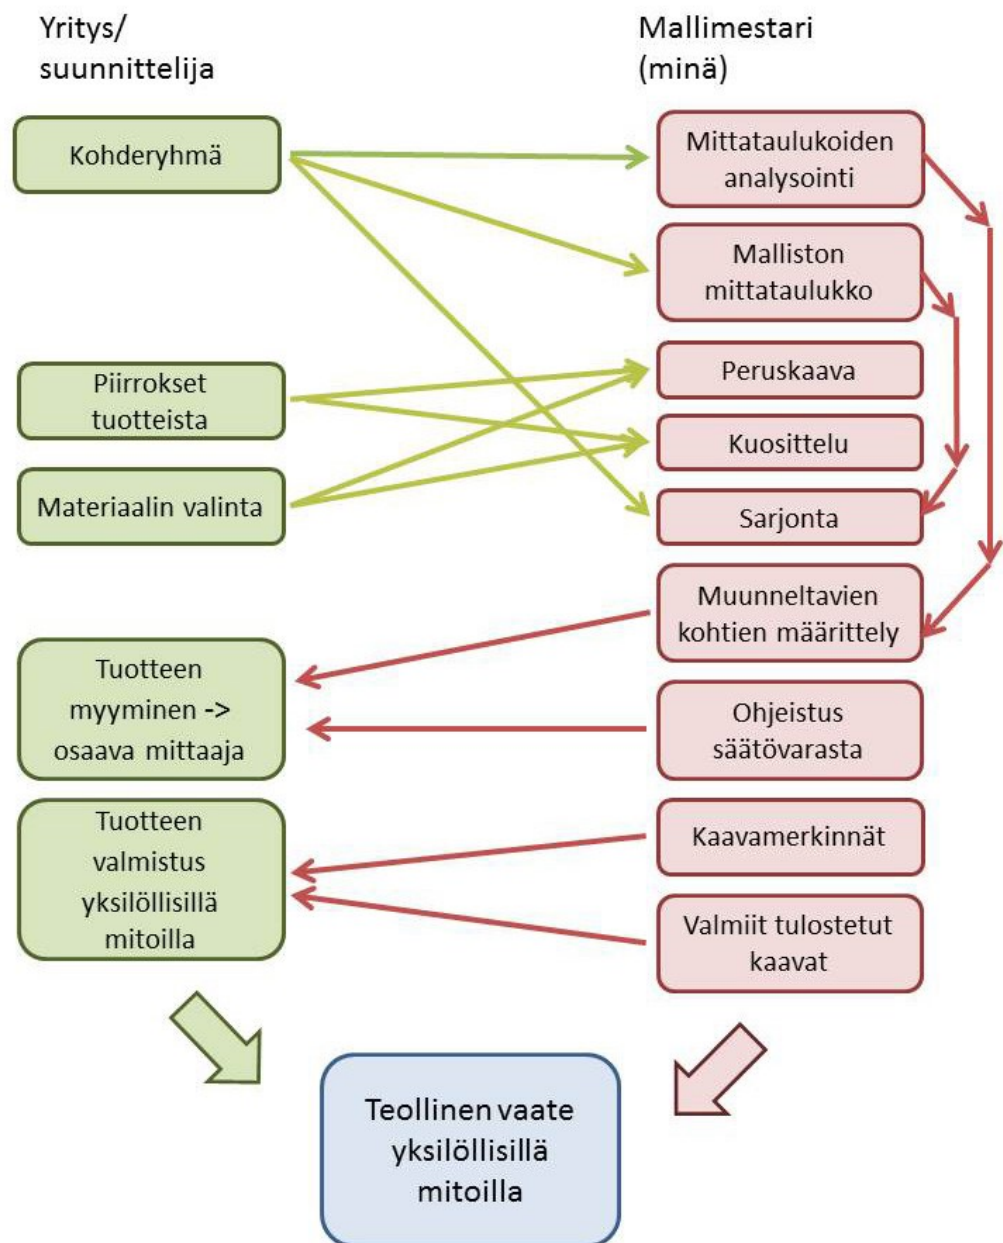 Yritys/
suunnittelija
Kohderyhmä
Piirrokset
tuotteista
Materiaalin valinta
Tuotteen
myyminen ->
osaava mittaaja
Tuotteen
valmistus
yksilöllisillä
mitoilla
Mallimestari
(minä)
Mittataulukoiden
analysointi
Malliston
mittataulukko
Peruskaava
Kuosittelu
Sarjonta
Muunneltavien
kohtien määrittely
Ohjeistus
säätövarasta
Kaavamerkinnät
Valmiit tulostetut
kaavat
Teollinen vaate
yksilöllisillä
mitoilla